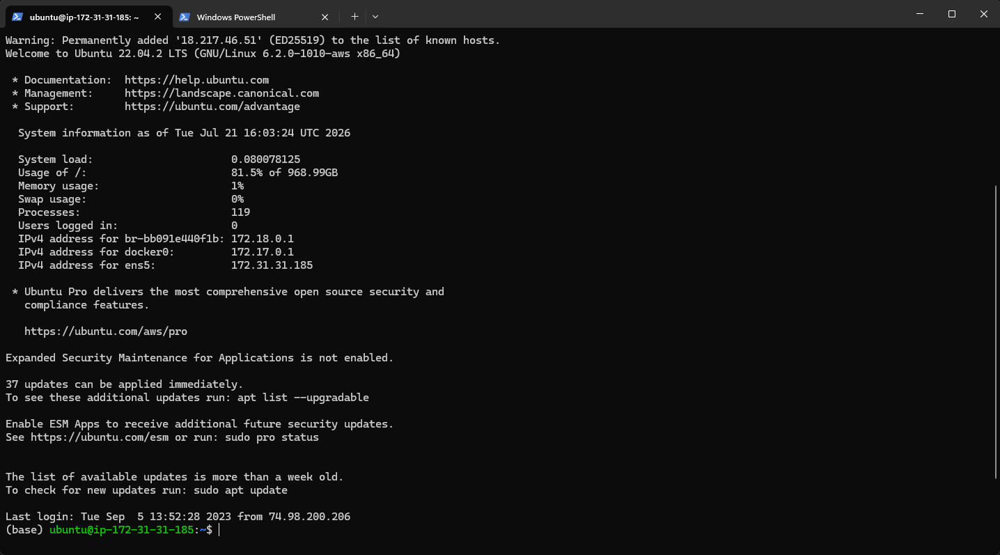 ubuntu@ip-172-31-31-185: ~
Windows PowerShell
Warning: Permanently added '18.217.46.51' (ED25519) to the list of known hosts.
Welcome to Ubuntu 22.04.2 LTS (GNU/Linux 6.2.0-1010-aws x86_64)
* Documentation:  https://help.ubuntu.com
* Management:     https://landscape.canonical.com
* Support:        https://ubuntu.com/advantage
System information as of Tue Jul 21 16:03:24 UTC 2026
System load:                      0.080078125
Usage of /:                       81.5% of 968.99GB
Memory usage:                     1%
Swap usage:                       0%
Processes:                        119
Users logged in:                  0
IPv4 address for br-bb091e440f1b: 172.18.0.1
IPv4 address for docker0:         172.17.0.1
IPv4 address for ens5:            172.31.31.185
* Ubuntu Pro delivers the most comprehensive open source security and
compliance features.
https://ubuntu.com/aws/pro
Expanded Security Maintenance for Applications is not enabled.
37 updates can be applied immediately.
To see these additional updates run: apt list --upgradable
Enable ESM Apps to receive additional future security updates.
See https://ubuntu.com/esm or run: sudo pro status
The list of available updates is more than a week old.
To check for new updates run: sudo apt update
Last login: Tue Sep  5 13:52:28 2023 from 74.98.200.206
(base) ubuntu@ip-172-31-31-185:~$